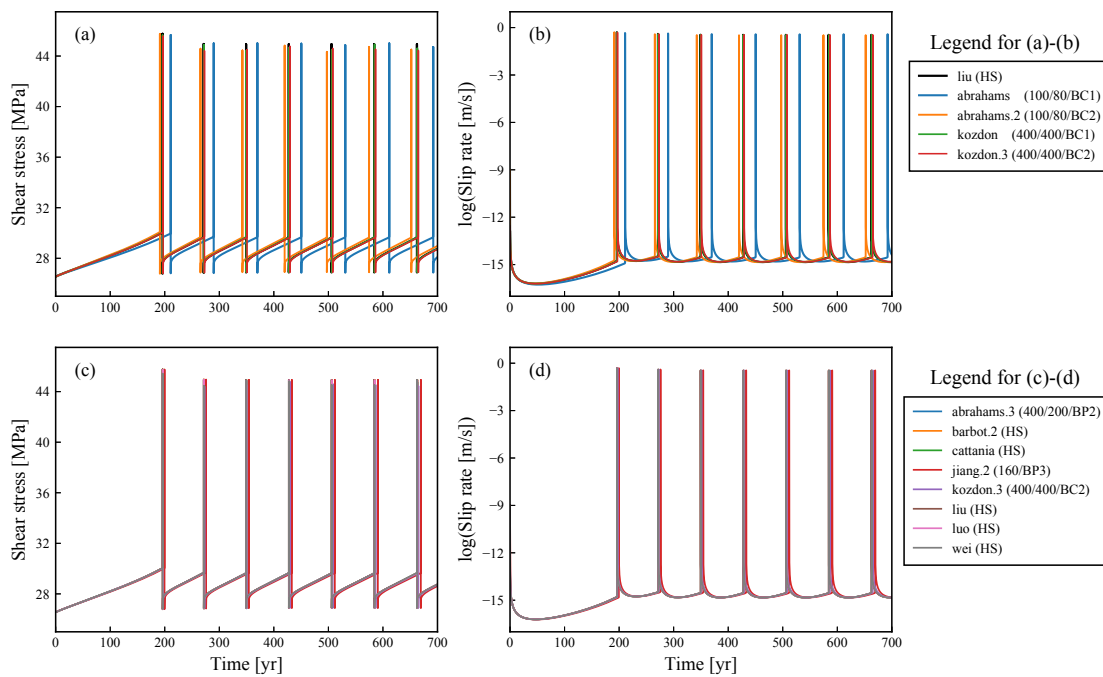 (a)
Shear stress [MPa]
44
40
36
32
28
0 100 200 300 400 500 600 700
(b)
log(Slip rate [m/s])
0
−3
−6
−9
−12
−15
0 100 200 300 400 500 600 700
Legend for (a)-(b)
liu (HS)
abrahams (100/80/BC1)
abrahams.2 (100/80/BC2)
kozdon (400/400/BC1)
kozdon.3 (400/400/BC2)
(c)
Shear stress [MPa]
44
40
36
32
28
0 100 200 300 400 500 600 700
Time [yr]
(d)
log(Slip rate [m/s])
0
−3
−6
−9
−12
−15
0 100 200 300 400 500 600 700
Time [yr]
Legend for (c)-(d)
abrahams.3 (400/200/BP2)
barbot.2 (HS)
cattania (HS)
jiang.2 (160/BP3)
kozdon.3 (400/400/BC2)
liu (HS)
luo (HS)
wei (HS)